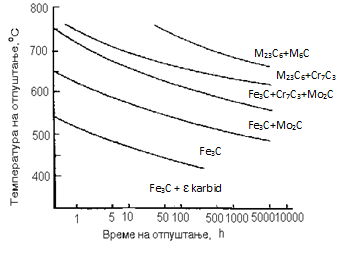 Температура на отпуштање, °C
800
700
600
500
400
M23C6+M6C
M23C6+Cr7C3
Fe3C+Cr7C3+Mo2C
Fe3C+Mo2C
Fe3C
Fe3C + ε karbid
1 5 10 50 100 500 1000 5000 10000
Време на отпуштање, h